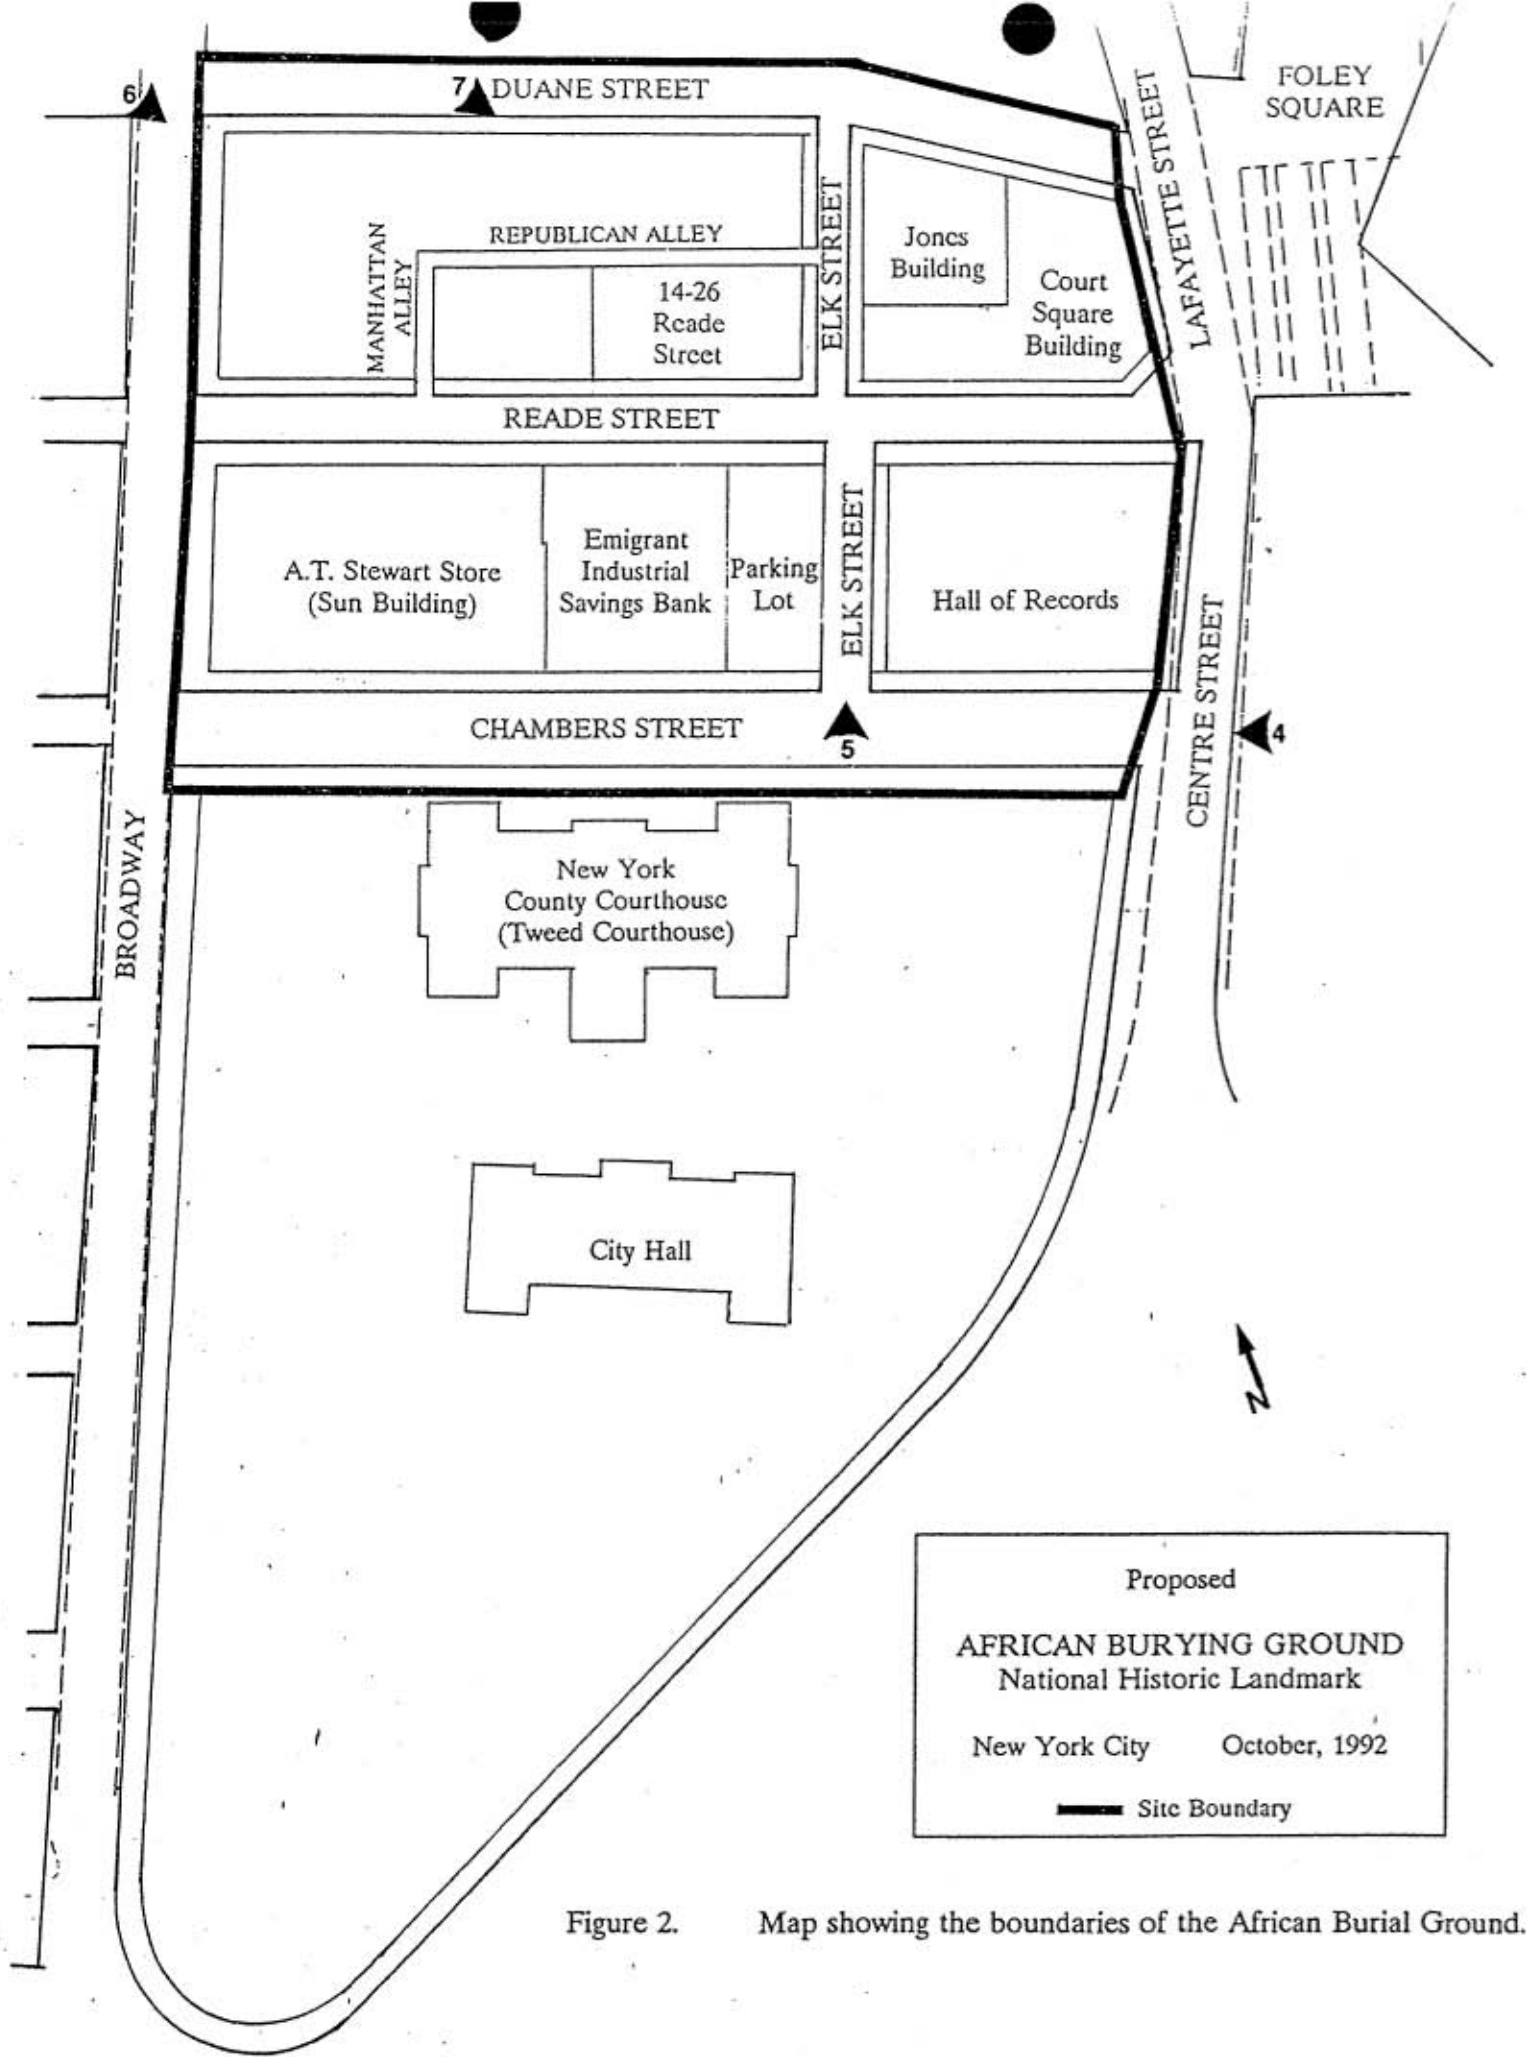 FOLEY
SQUARE
6
7
DUANE STREET
LAFAYETTE STREET
MANHATTAN
ALLEY
REPUBLICAN ALLEY
ELK STREET
Jones
Building
14-26
Reade
Street
Court
Square
Building
READE STREET
A.T. Stewart Store
(Sun Building)
Emigrant
Industrial
Savings Bank
Parking
Lot
ELK STREET
Hall of Records
CENTRE STREET
CHAMBERS STREET
5
4
BROADWAY
New York
County Courthouse
(Tweed Courthouse)
City Hall
N
Proposed
AFRICAN BURYING GROUND
National Historic Landmark
New York City October, 1992
Site Boundary
Figure 2. Map showing the boundaries of the African Burial Ground.